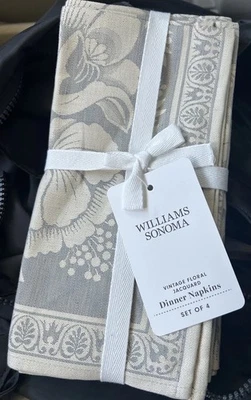 WILLIAMS
SONOMA
VINTAGE FLORAL
JACQUARD
Dinner Napkins
SET OF 4